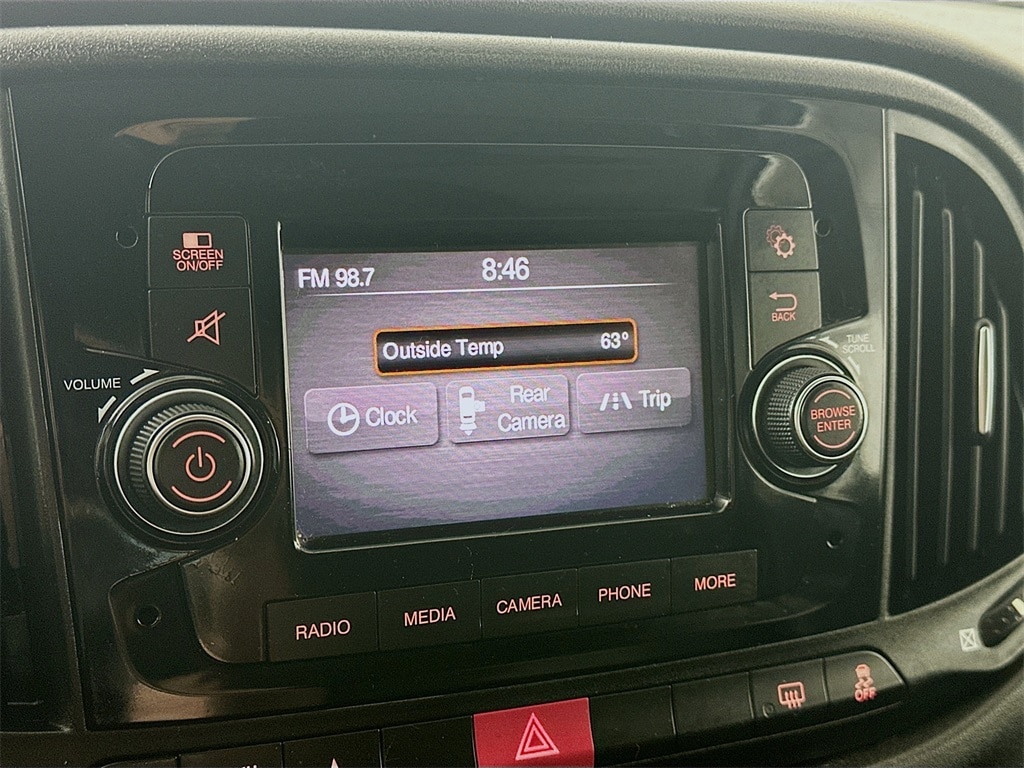 SCREEN
ON/OFF
FM 98.7
8:46
BACK
TUNE
SCROLL
VOLUME
Outside Temp
63°
Clock
Rear
Camera
Trip
BROWSE
ENTER
RADIO
MEDIA
CAMERA
PHONE
MORE
OFF